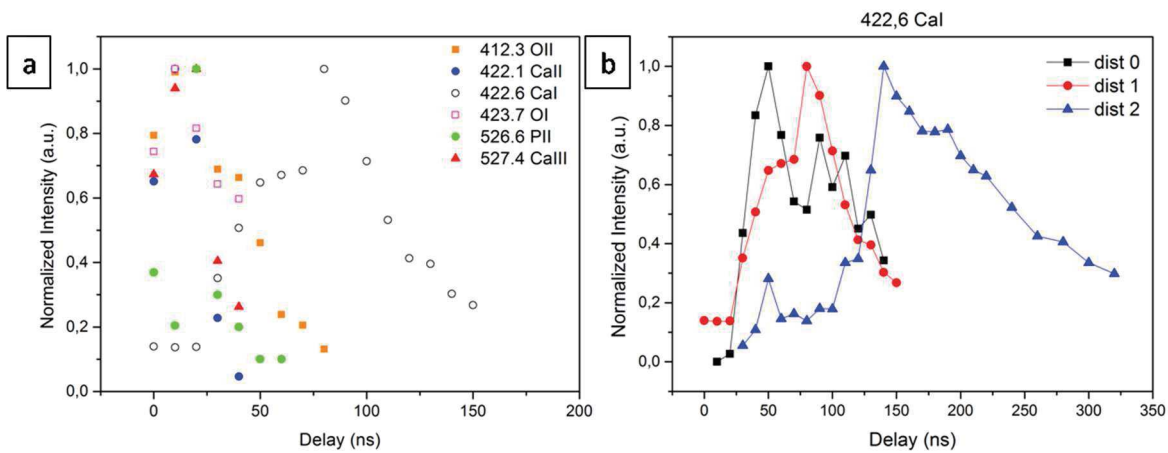 a
412.3 OII
422.1 CaII
422.6 CaI
423.7 OI
526.6 PII
527.4 CaIII
Normalized Intensity (a.u.)
1,0
0,8
0,6
0,4
0,2
0,0
0
50
100
150
200
Delay (ns)
b
422,6 CaI
dist 0
dist 1
dist 2
Normalized Intensity (a.u.)
1,0
0,8
0,6
0,4
0,2
0,0
0
50
100
150
200
250
300
350
Delay (ns)